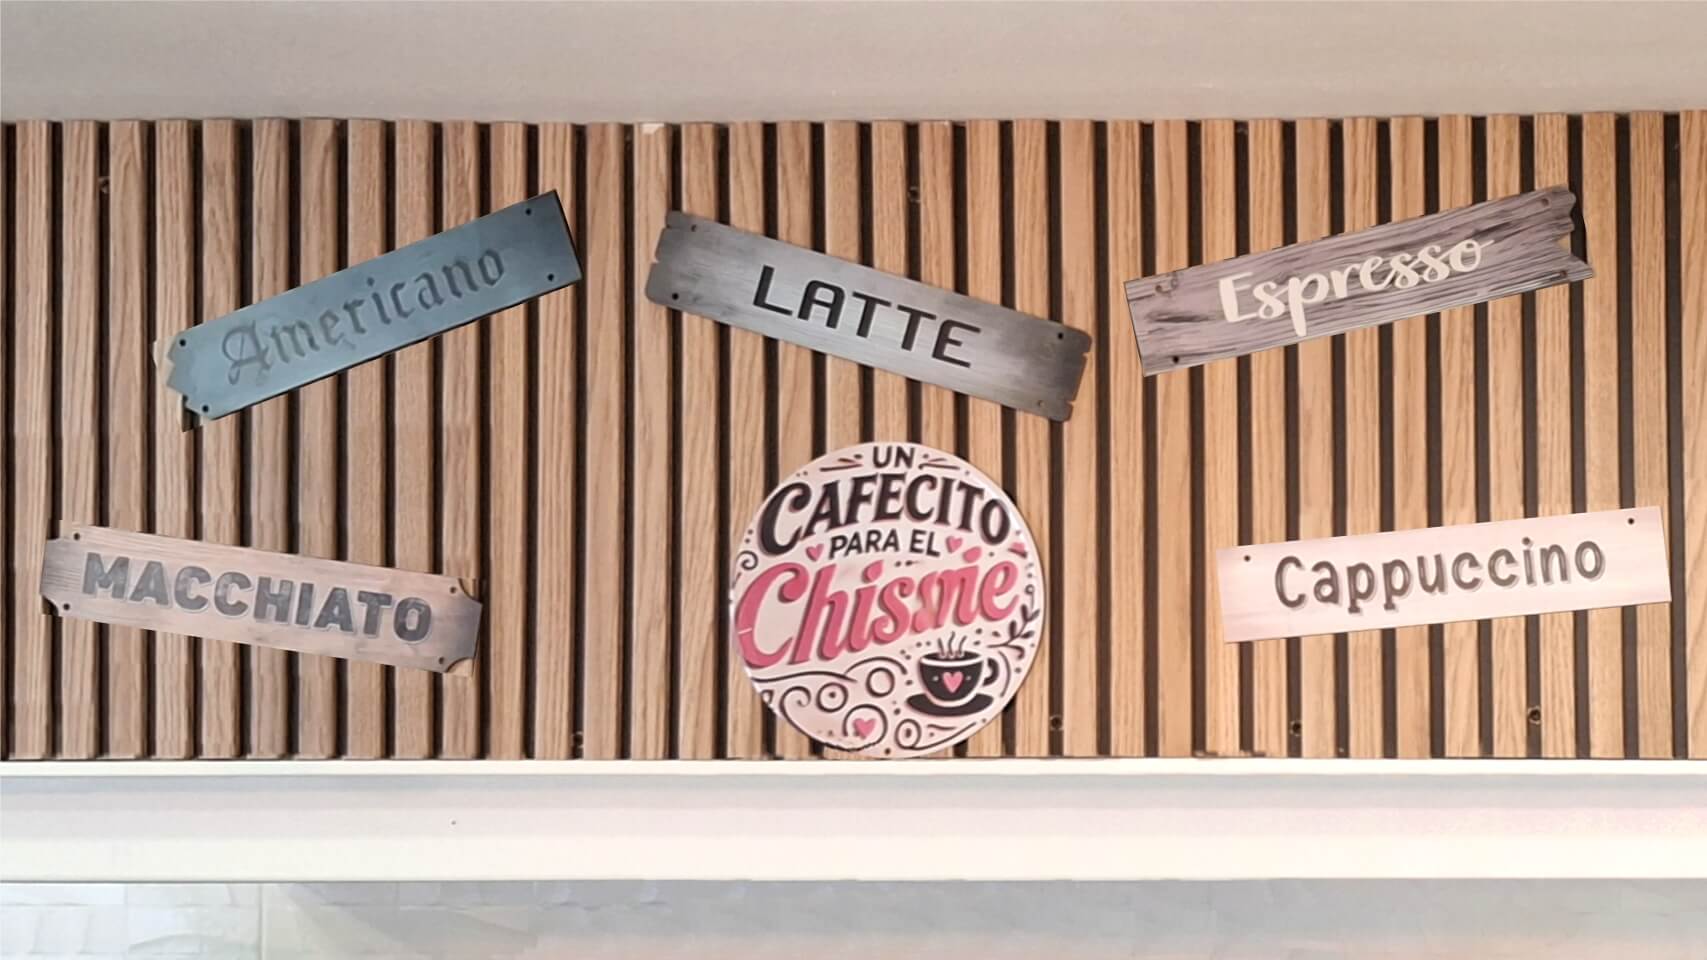 Americano
LATTE
Espresso
MACCHIATO
UN
CAFECITO
PARA EL
Chisme
Cappuccino